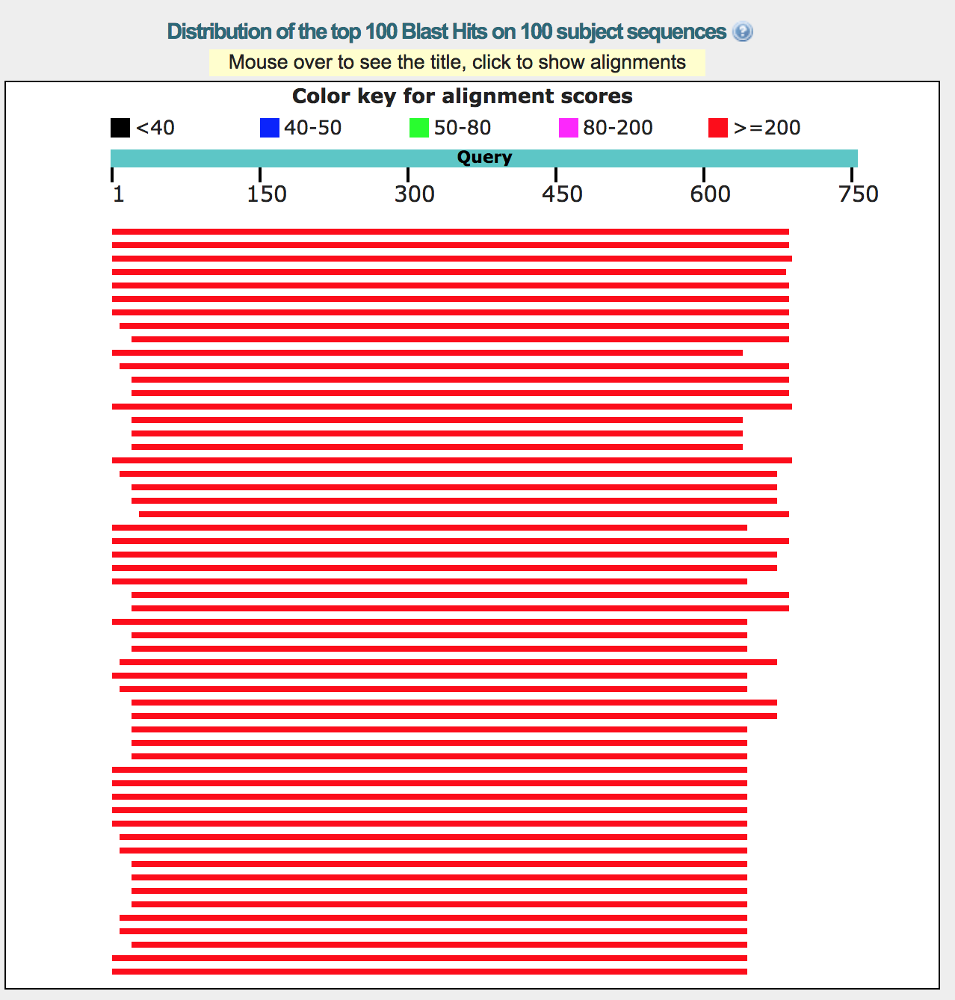 Distribution of the top 100 Blast Hits on 100 subject sequences ?
Mouse over to see the title, click to show alignments
Color key for alignment scores
<40 40-50 50-80 80-200 >=200
Query
1 150 300 450 600 750